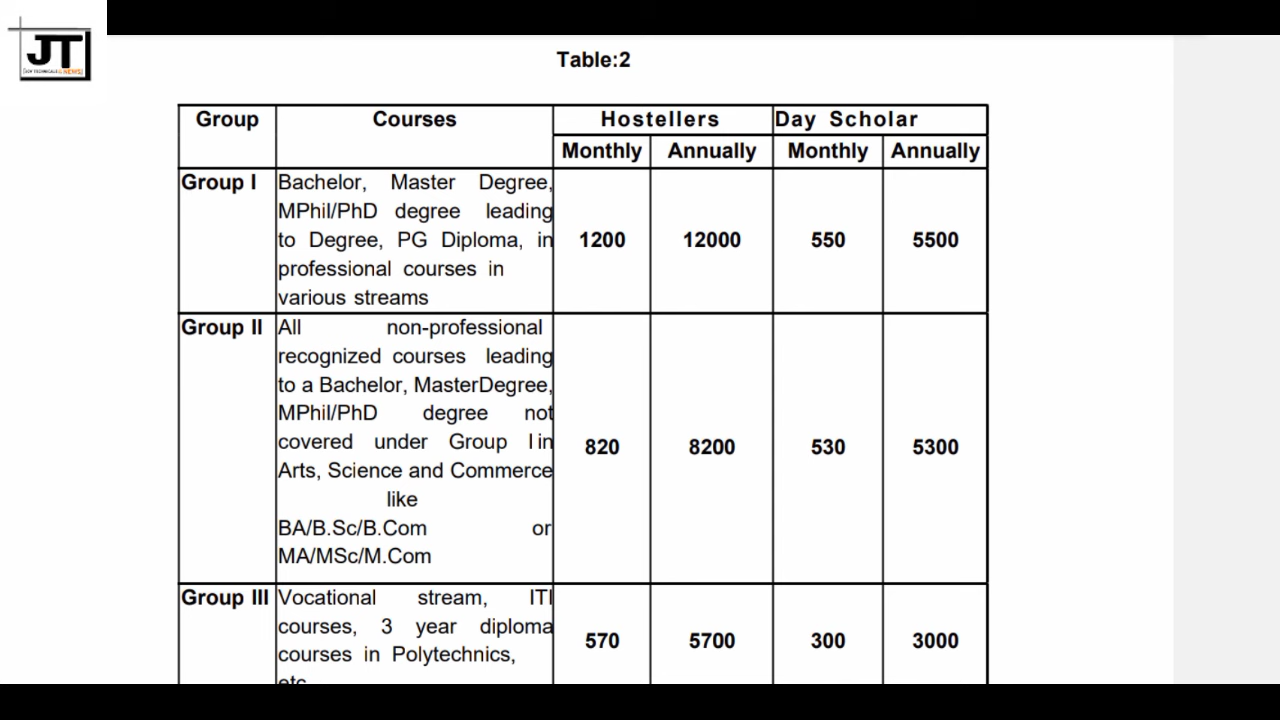 JT
Table:2
Group Courses Hostellers Day Scholar
Monthly Annually Monthly Annually
Group I Bachelor, Master Degree,
MPhil/PhD degree leading
to Degree, PG Diploma, in 1200 12000 550 5500
professional courses in
various streams
Group II All non-professional
recognized courses leading
to a Bachelor, MasterDegree,
MPhil/PhD degree not
covered under Group I in 820 8200 530 5300
Arts, Science and Commerce
like
BA/B.Sc/B.Com or
MA/MSc/M.Com
Group III Vocational stream, ITI
courses, 3 year diploma 570 5700 300 3000
courses in Polytechnics,
etc